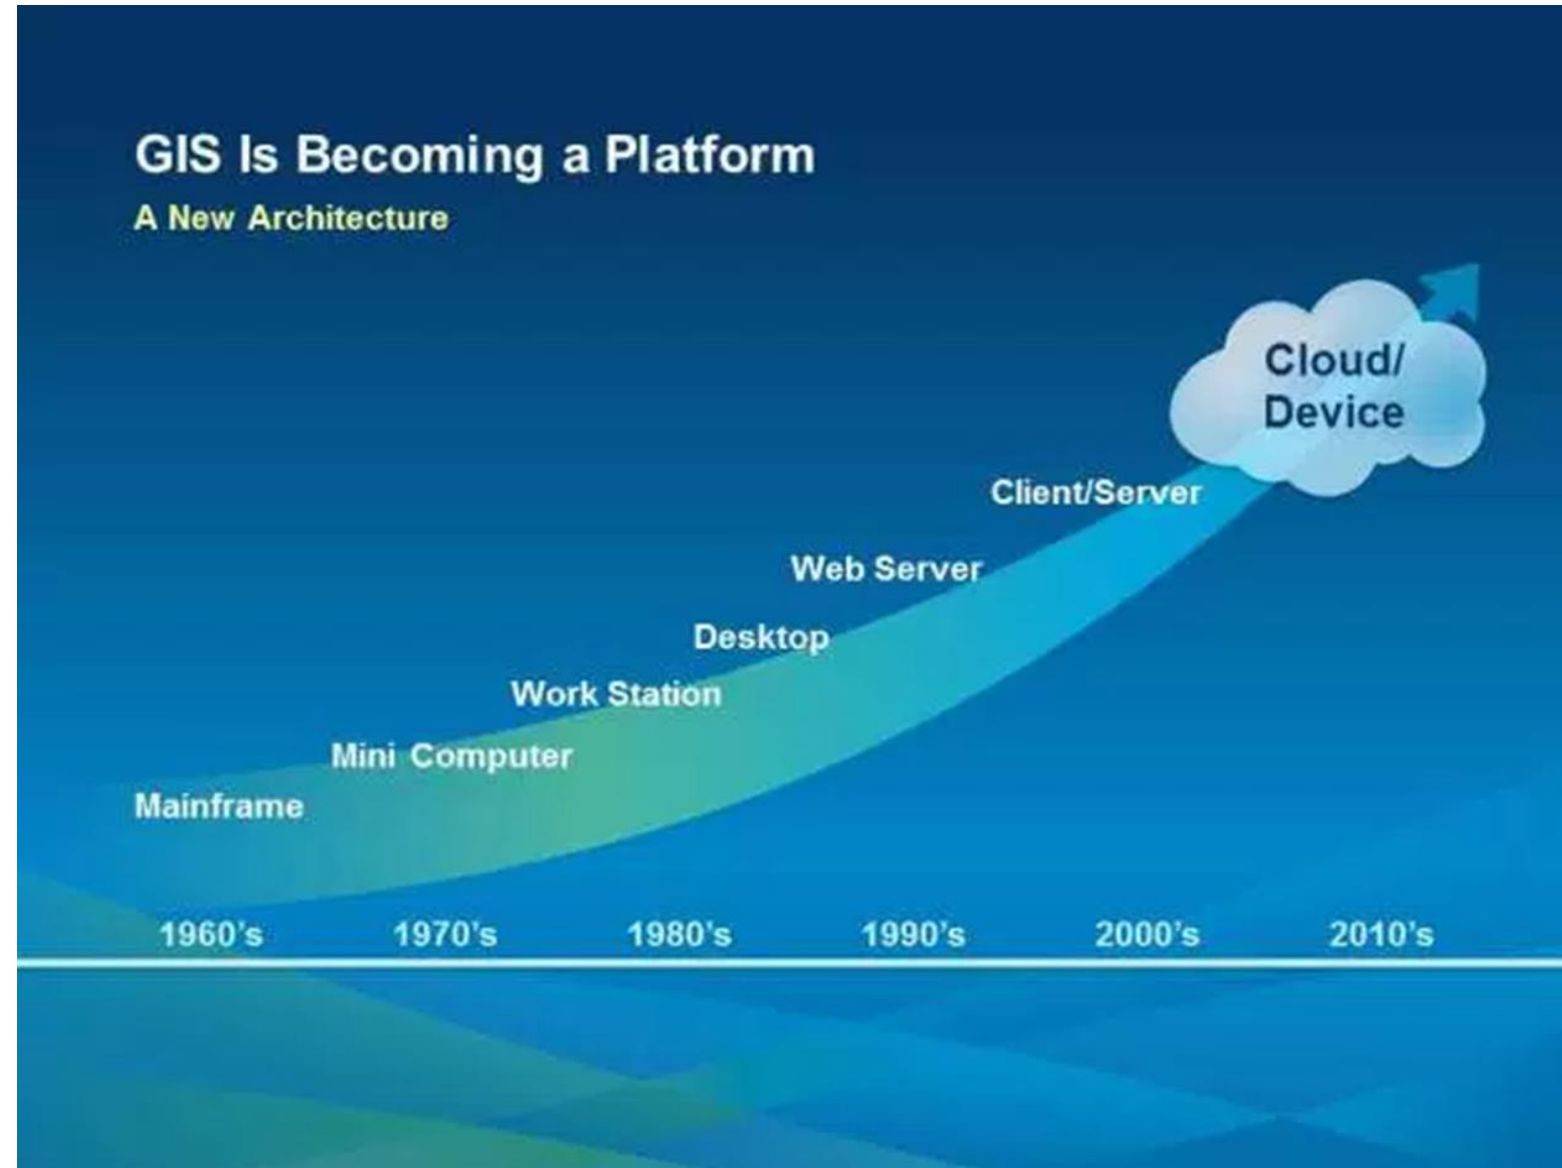 GIS Is Becoming a Platform
A New Architecture
Cloud/
Device
Client/Server
Web Server
Desktop
Work Station
Mini Computer
Mainframe
1960's 1970's 1980's 1990's 2000's 2010's